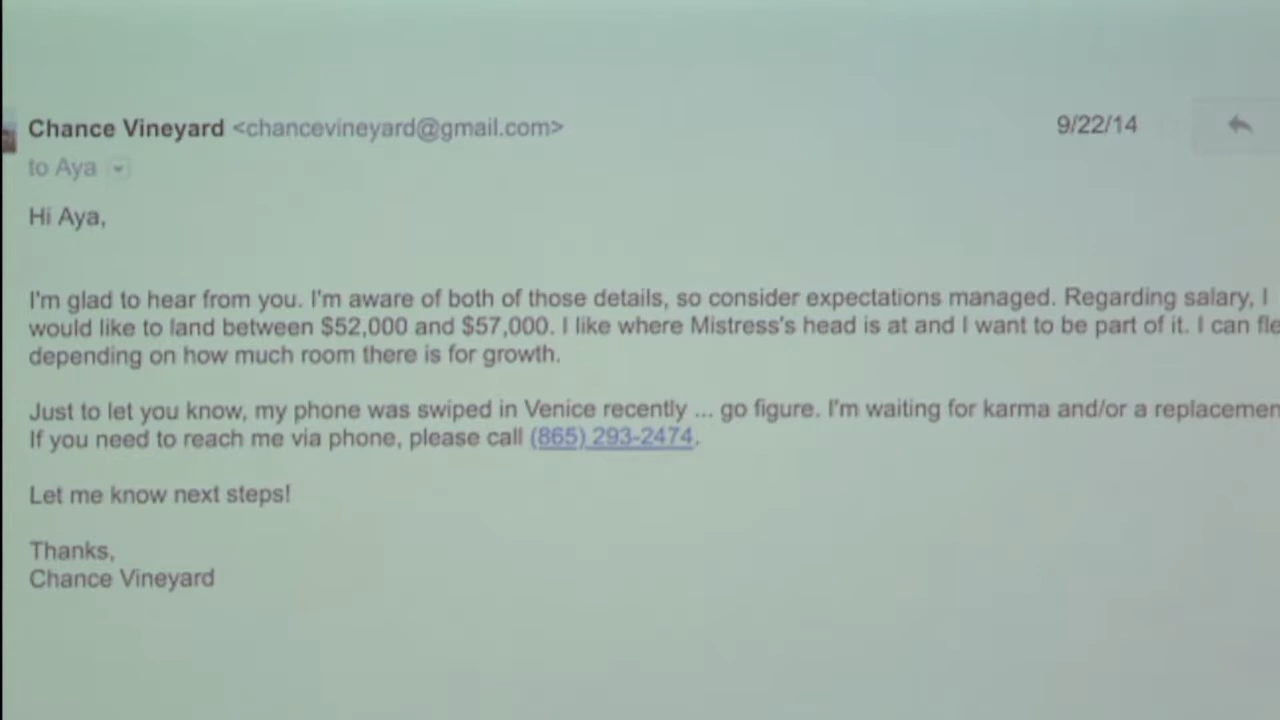 Chance Vineyard <chancevineyard@gmail.com> 9/22/14
to Aya
Hi Aya,
I'm glad to hear from you. I'm aware of both of those details, so consider expectations managed. Regarding salary, I
would like to land between $52,000 and $57,000. I like where Mistress's head is at and I want to be part of it. I can fle
depending on how much room there is for growth.
Just to let you know, my phone was swiped in Venice recently ... go figure. I'm waiting for karma and/or a replacemen
If you need to reach me via phone, please call (865) 293-2474.
Let me know next steps!
Thanks,
Chance Vineyard